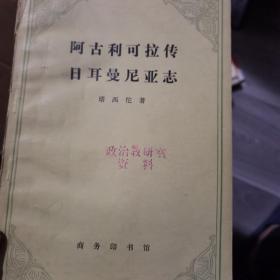 阿古利可拉传
日耳曼尼亚志
塔西佗著
政治教研室
资料
商务印书馆